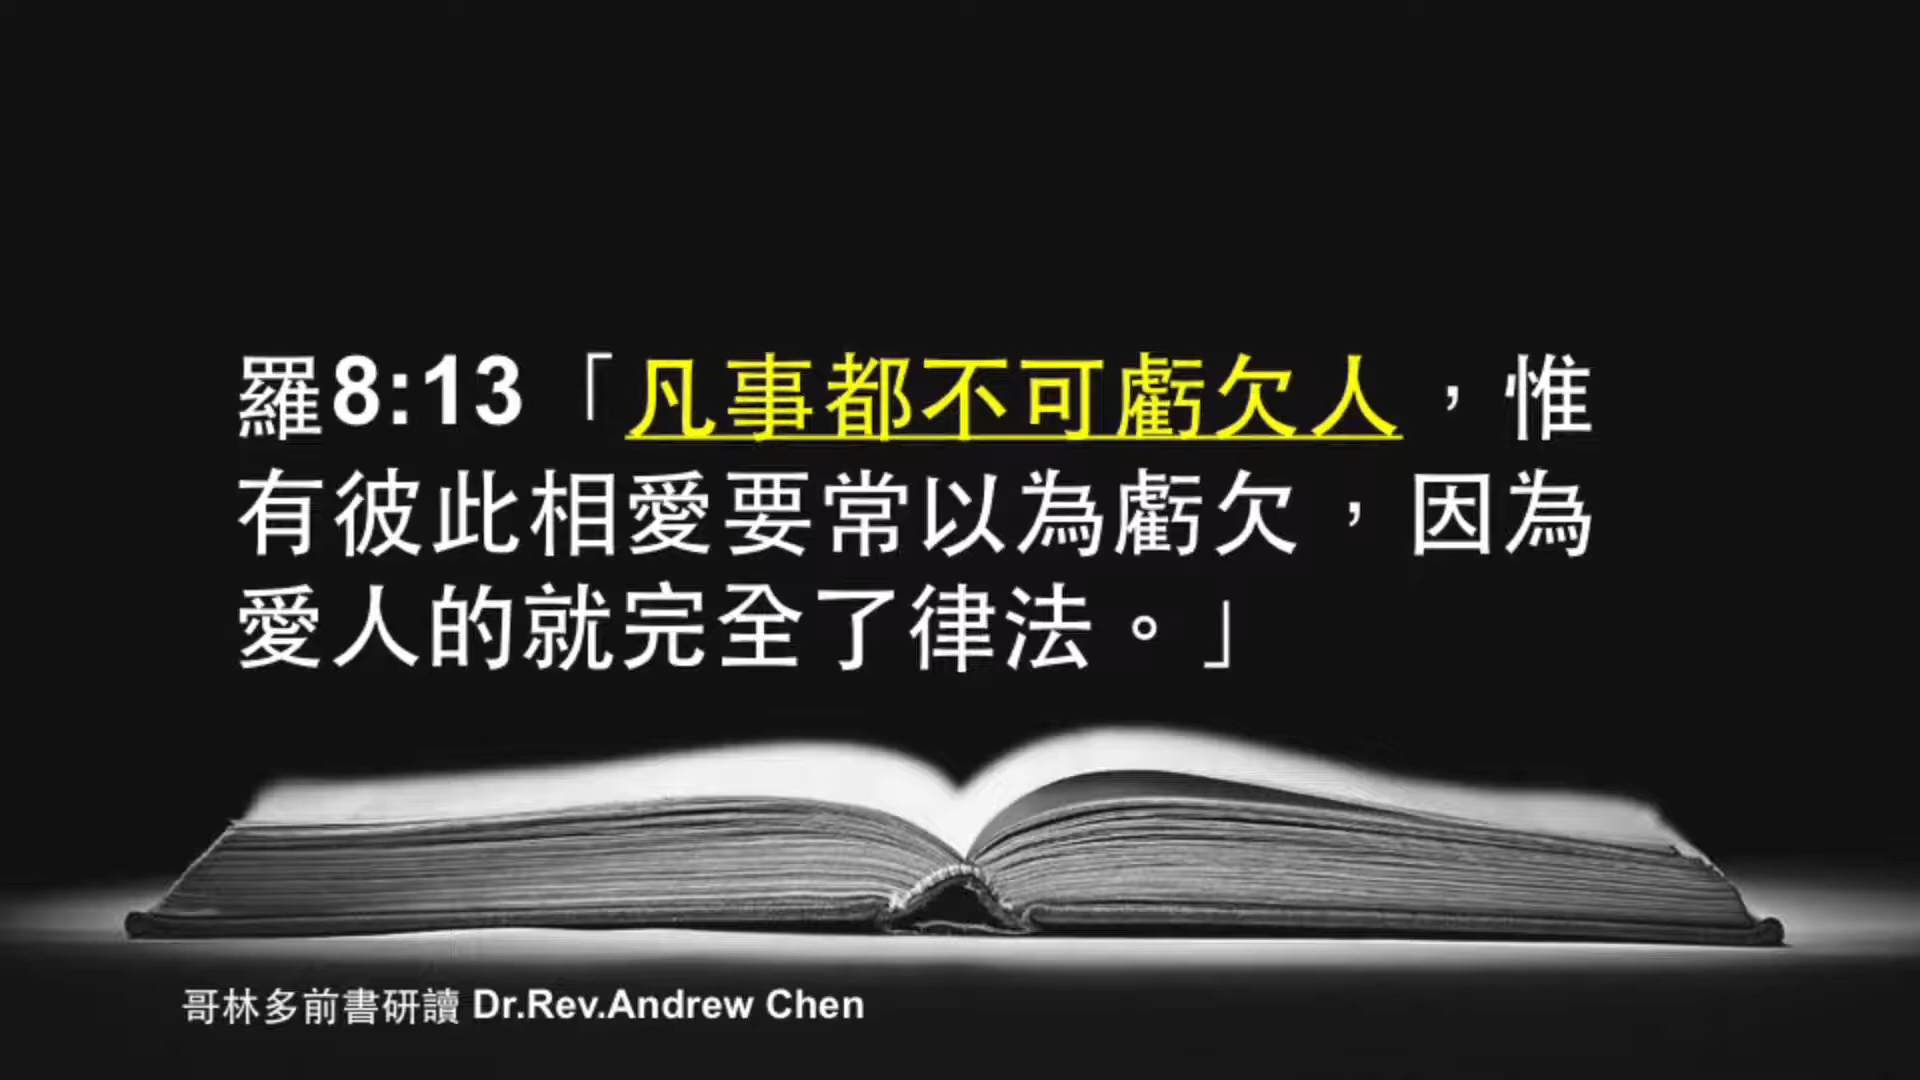 羅8:13「凡事都不可虧欠人，惟
有彼此相愛要常以為虧欠，因為
愛人的就完全了律法。」
哥林多前書研讀 Dr.Rev.Andrew Chen